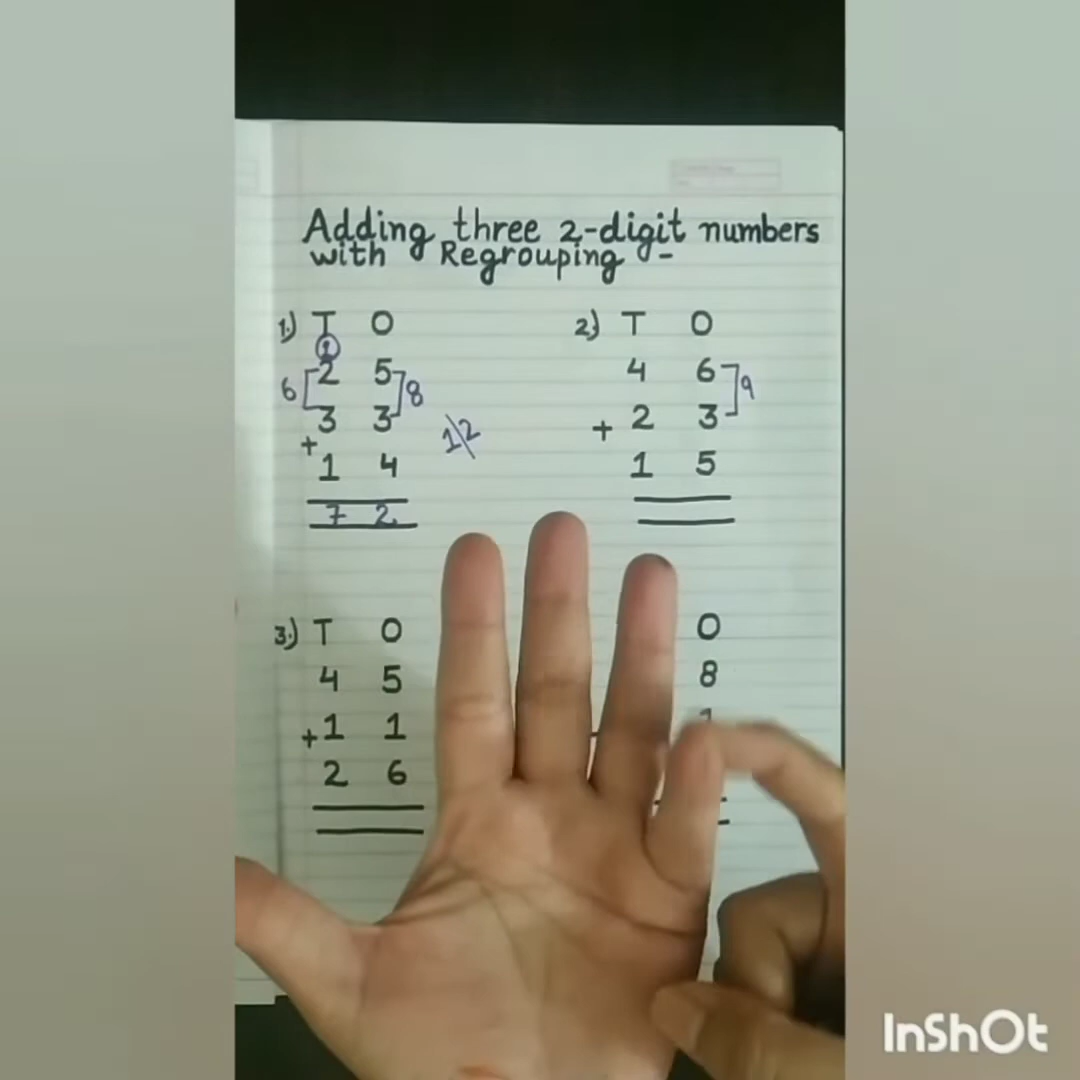 Adding three 2-digit numbers
with Regrouping -
1.) T O
1
2 5
6 8
3 3
1\2
+
1 4
7 2
2.) T O
4 6
9
+ 2 3
1 5
3.) T O
4 5
+ 1 1
2 6
O
8
InShOt